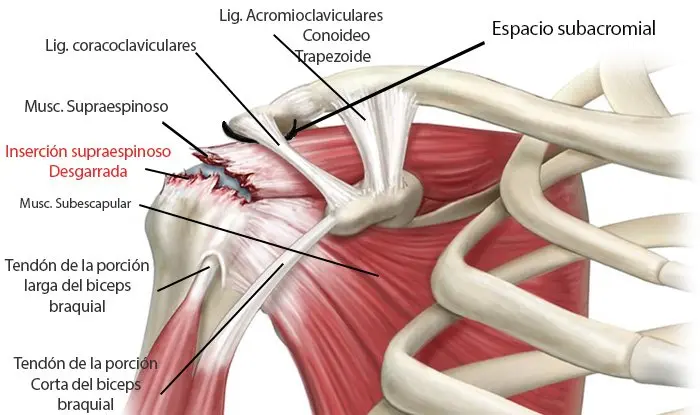 Lig. Acromioclaviculares
Conoideo
Trapezoide
Espacio subacromial
Lig. coracoclaviculares
Musc. Supraespinoso
Inserción supraespinoso
Desgarrada
Musc. Subescapular
Tendón de la porción
larga del biceps
braquial
Tendón de la porción
Corta del biceps
braquial